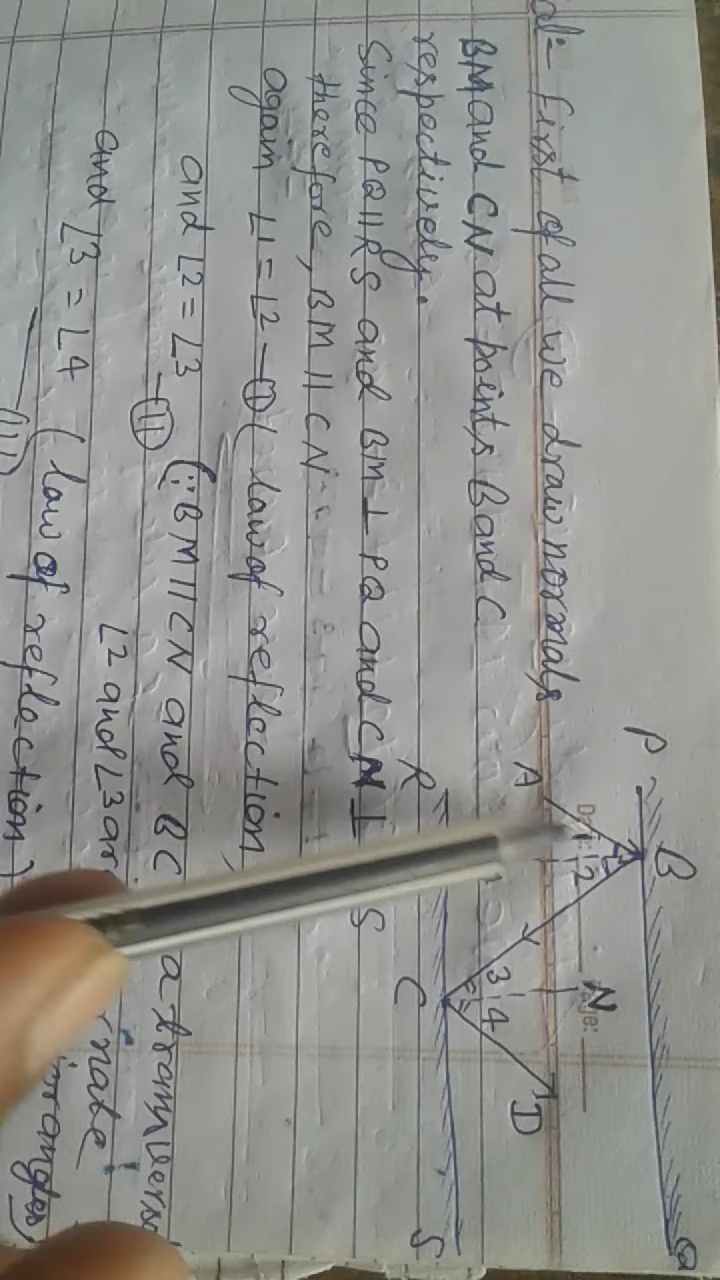 First of all we draw normals
BM and CN at points B and C
respectively.
Since PQ || RS and BM ⊥ PQ and CN ⊥ S
therefore, BM || CN
again ∠1 = ∠2 — (I) ( law of reflection
and ∠2 = ∠3 (∵ BM || CN and BC a
— (II)
∠2 and ∠3
and ∠3 = ∠4 ( law of reflection )
(III)
P B Q
A 1 2 N
3 4 D
R C S